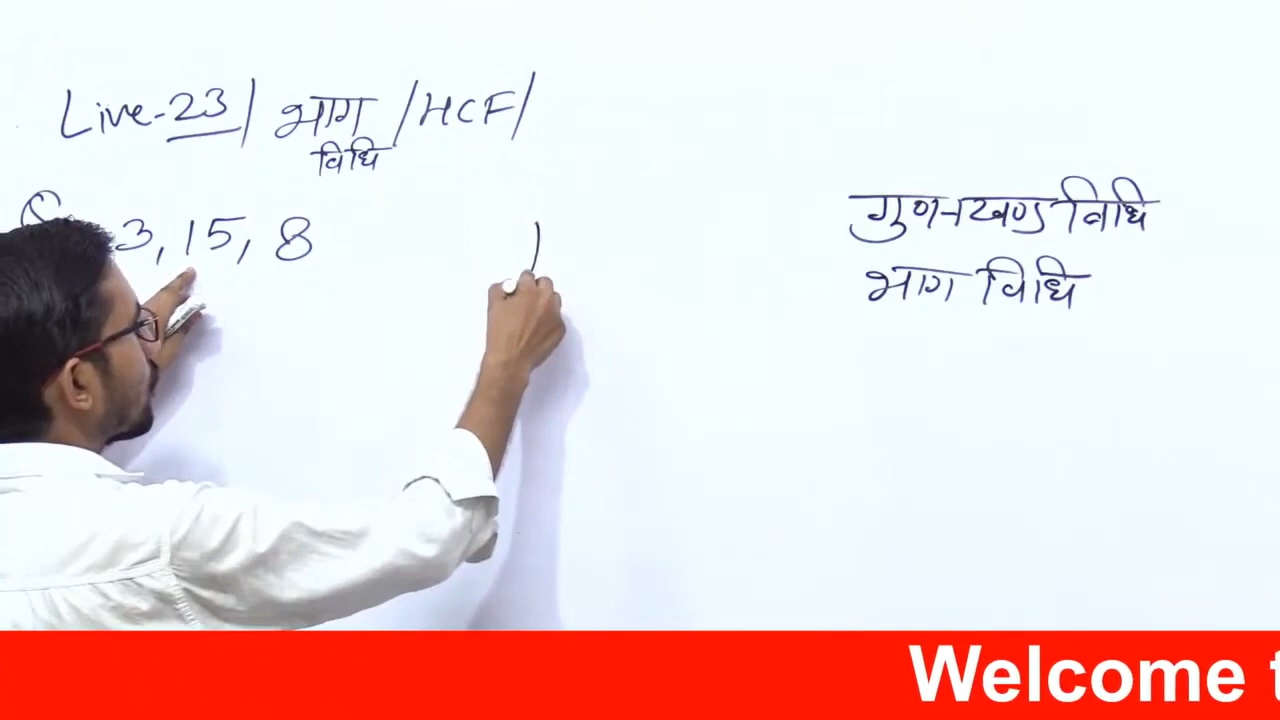 Live-23 / भाग / HCF /
विधि
3, 15, 8
गुणनखण्ड विधि
भाग विधि
Welcome